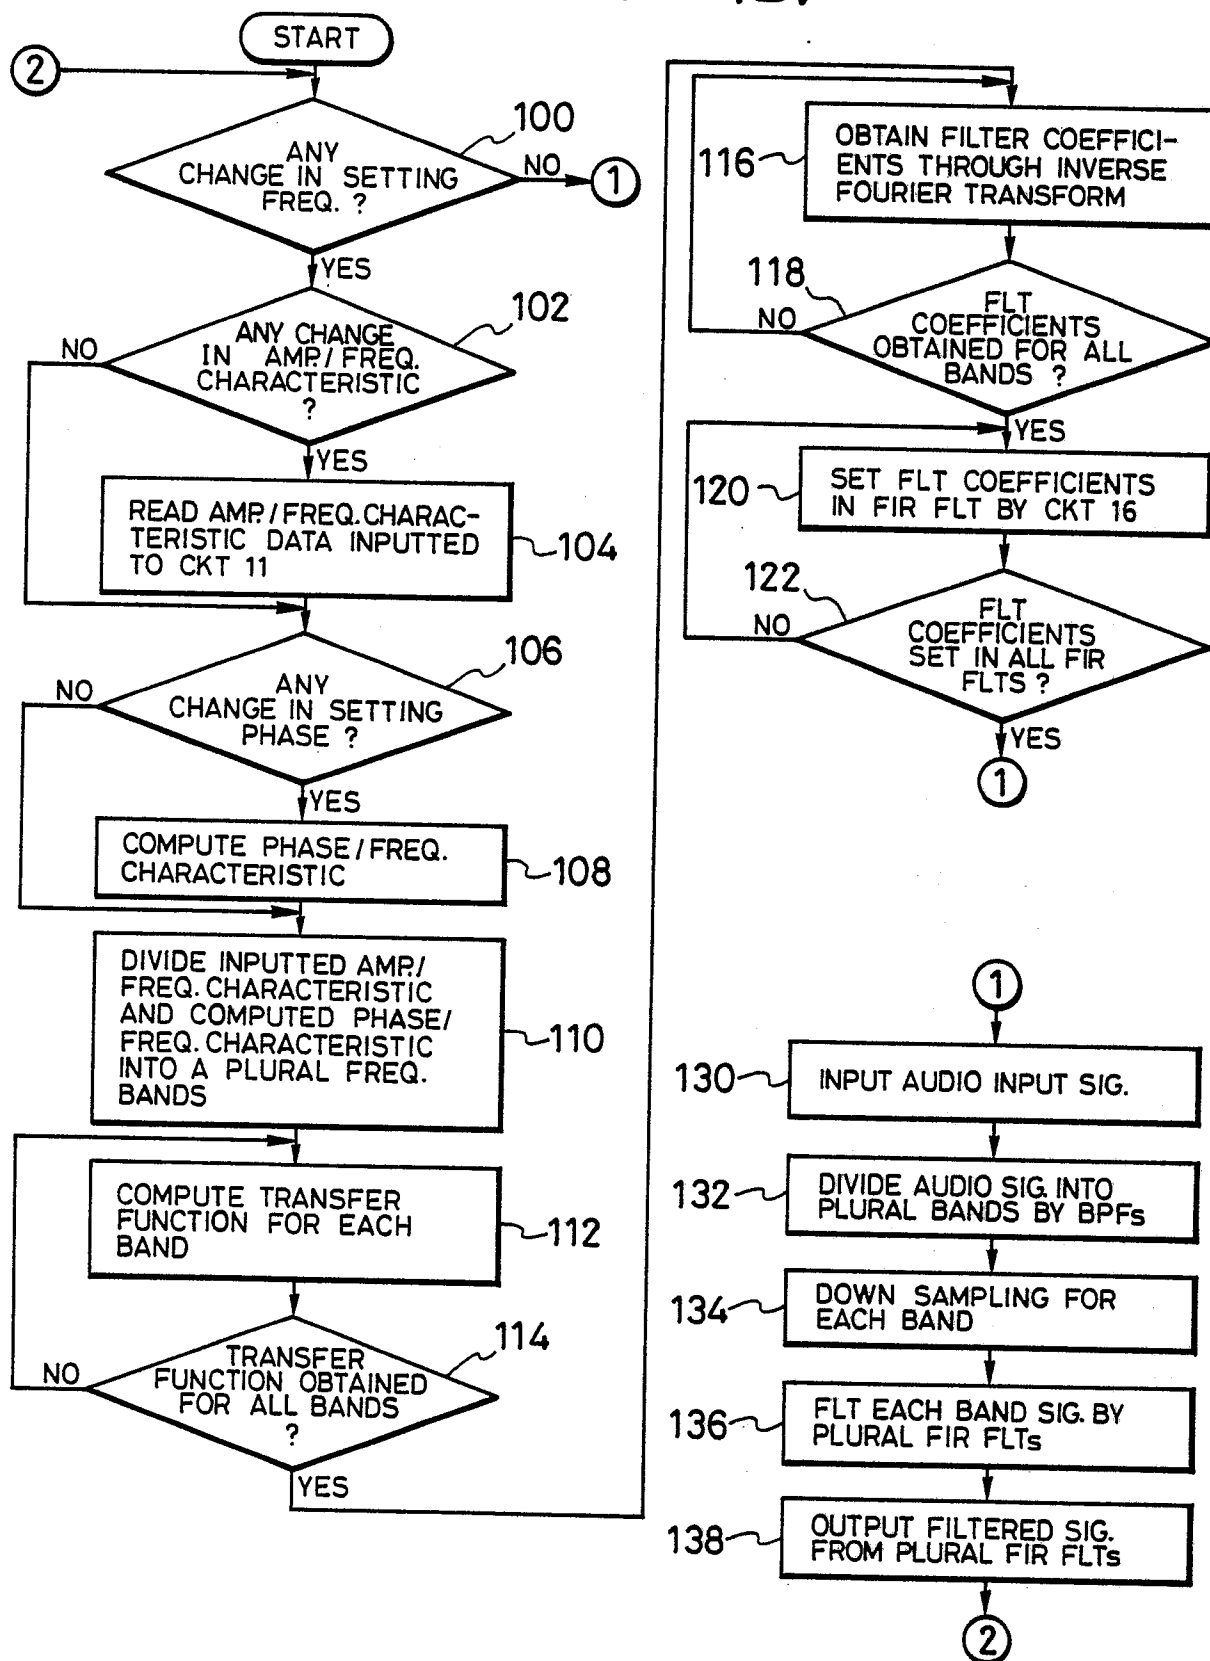 START
2
100
ANY
CHANGE IN SETTING
FREQ. ?
NO
1
YES
102
ANY CHANGE
IN AMP./FREQ.
CHARACTERISTIC
?
NO
YES
READ AMP./FREQ. CHARAC-
TERISTIC DATA INPUTTED
TO CKT 11
104
106
ANY
CHANGE IN SETTING
PHASE ?
NO
YES
COMPUTE PHASE/FREQ.
CHARACTERISTIC
108
DIVIDE INPUTTED AMP./
FREQ. CHARACTERISTIC
AND COMPUTED PHASE/
FREQ. CHARACTERISTIC
INTO A PLURAL FREQ.
BANDS
110
COMPUTE TRANSFER
FUNCTION FOR EACH
BAND
112
114
TRANSFER
FUNCTION OBTAINED
FOR ALL BANDS
?
NO
YES
116
OBTAIN FILTER COEFFICI-
ENTS THROUGH INVERSE
FOURIER TRANSFORM
118
FLT
COEFFICIENTS
OBTAINED FOR ALL
BANDS ?
NO
YES
120
SET FLT COEFFICIENTS
IN FIR FLT BY CKT 16
122
FLT
COEFFICIENTS
SET IN ALL FIR
FLTS ?
NO
YES
1
1
130
INPUT AUDIO INPUT SIG.
132
DIVIDE AUDIO SIG. INTO
PLURAL BANDS BY BPFs
134
DOWN SAMPLING FOR
EACH BAND
136
FLT EACH BAND SIG. BY
PLURAL FIR FLTs
138
OUTPUT FILTERED SIG.
FROM PLURAL FIR FLTs
2